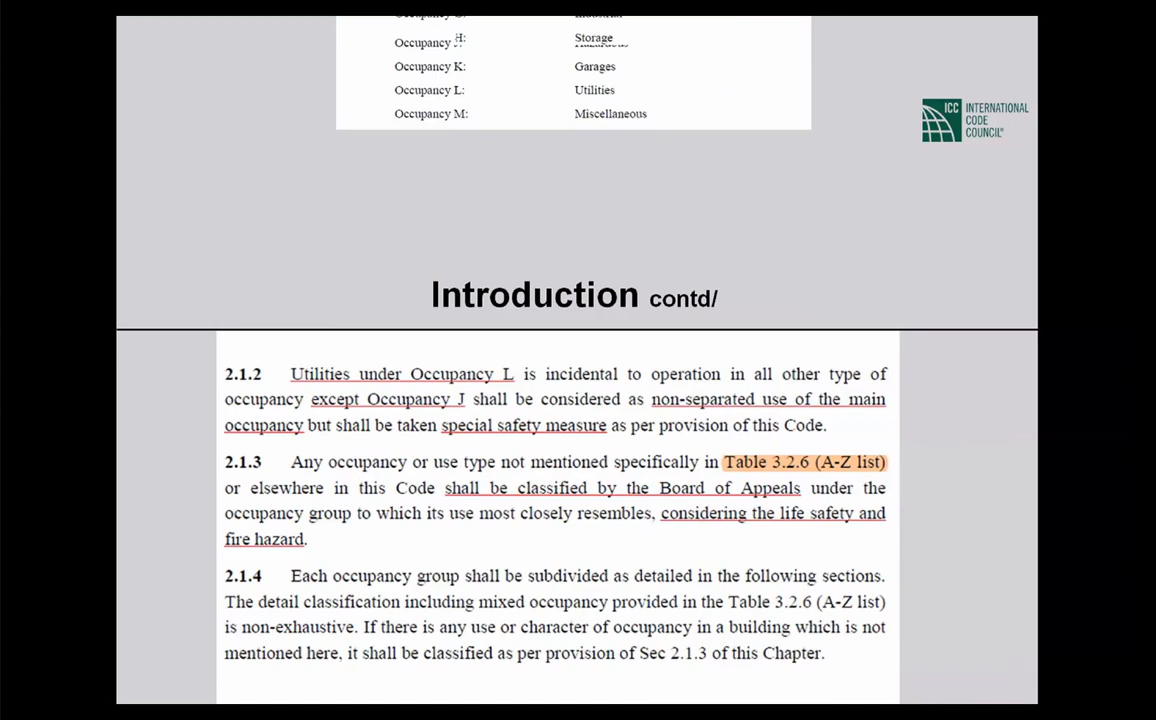 Occupancy H:
Storage
Occupancy K:
Garages
Occupancy L:
Utilities
Occupancy M:
Miscellaneous
ICC INTERNATIONAL
CODE
COUNCIL®
Introduction contd/
2.1.2 Utilities under Occupancy L is incidental to operation in all other type of
occupancy except Occupancy J shall be considered as non-separated use of the main
occupancy but shall be taken special safety measure as per provision of this Code.
2.1.3 Any occupancy or use type not mentioned specifically in Table 3.2.6 (A-Z list)
or elsewhere in this Code shall be classified by the Board of Appeals under the
occupancy group to which its use most closely resembles, considering the life safety and
fire hazard.
2.1.4 Each occupancy group shall be subdivided as detailed in the following sections.
The detail classification including mixed occupancy provided in the Table 3.2.6 (A-Z list)
is non-exhaustive. If there is any use or character of occupancy in a building which is not
mentioned here, it shall be classified as per provision of Sec 2.1.3 of this Chapter.